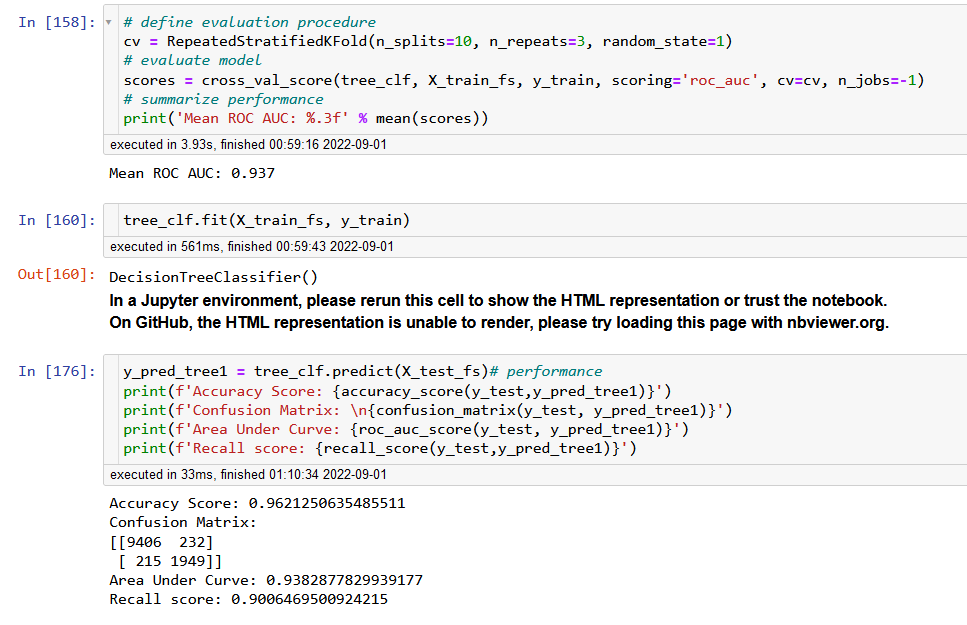 In [158]:
# define evaluation procedure
cv = RepeatedStratifiedKFold(n_splits=10, n_repeats=3, random_state=1)
# evaluate model
scores = cross_val_score(tree_clf, X_train_fs, y_train, scoring='roc_auc', cv=cv, n_jobs=-1)
# summarize performance
print('Mean ROC AUC: %.3f' % mean(scores))
executed in 3.93s, finished 00:59:16 2022-09-01
Mean ROC AUC: 0.937
In [160]:
tree_clf.fit(X_train_fs, y_train)
executed in 561ms, finished 00:59:43 2022-09-01
Out[160]:
DecisionTreeClassifier()
In a Jupyter environment, please rerun this cell to show the HTML representation or trust the notebook.
On GitHub, the HTML representation is unable to render, please try loading this page with nbviewer.org.
In [176]:
y_pred_tree1 = tree_clf.predict(X_test_fs)# performance
print(f'Accuracy Score: {accuracy_score(y_test,y_pred_tree1)}')
print(f'Confusion Matrix: \n{confusion_matrix(y_test, y_pred_tree1)}')
print(f'Area Under Curve: {roc_auc_score(y_test, y_pred_tree1)}')
print(f'Recall score: {recall_score(y_test,y_pred_tree1)}')
executed in 33ms, finished 01:10:34 2022-09-01
Accuracy Score: 0.9621250635485511
Confusion Matrix:
[[9406  232]
 [ 215 1949]]
Area Under Curve: 0.9382877829939177
Recall score: 0.9006469500924215